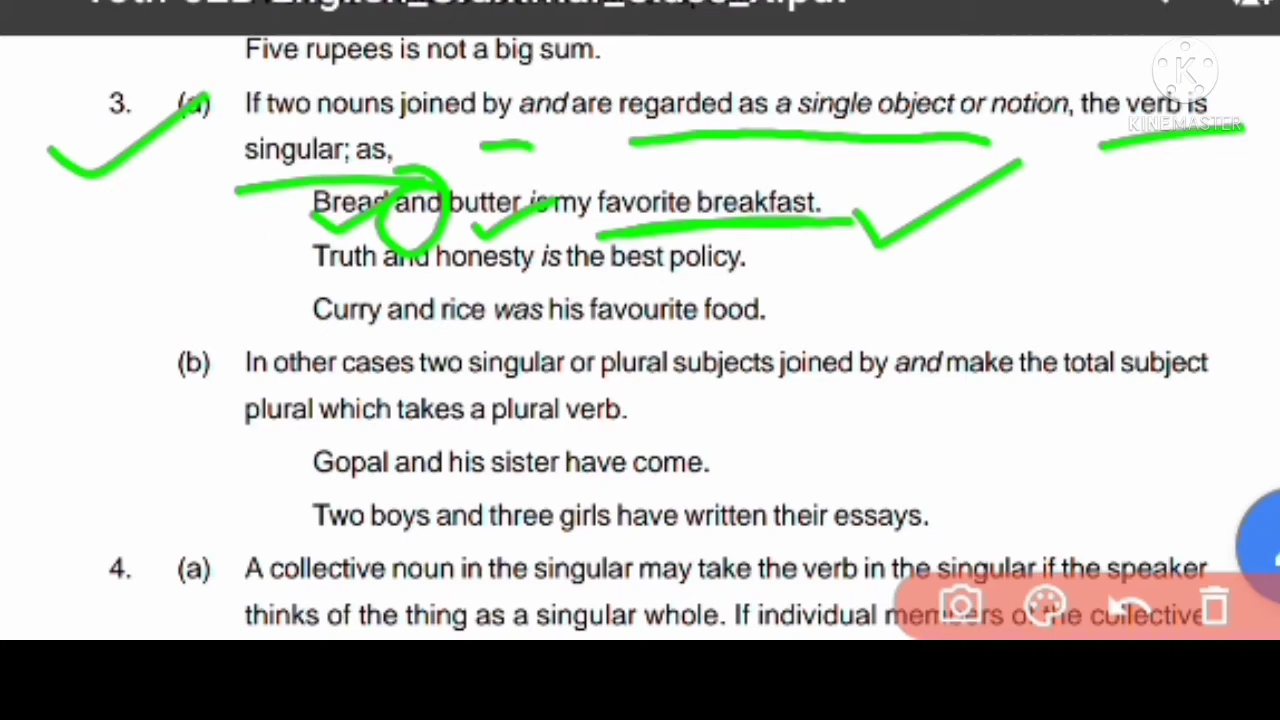 Five rupees is not a big sum.
3. (a) If two nouns joined by and are regarded as a single object or notion, the verb is
KINEMASTER
singular; as,
Bread and butter is my favorite breakfast.
Truth and honesty is the best policy.
Curry and rice was his favourite food.
(b) In other cases two singular or plural subjects joined by and make the total subject
plural which takes a plural verb.
Gopal and his sister have come.
Two boys and three girls have written their essays.
4. (a) A collective noun in the singular may take the verb in the singular if the speaker
thinks of the thing as a singular whole. If individual members of the collective